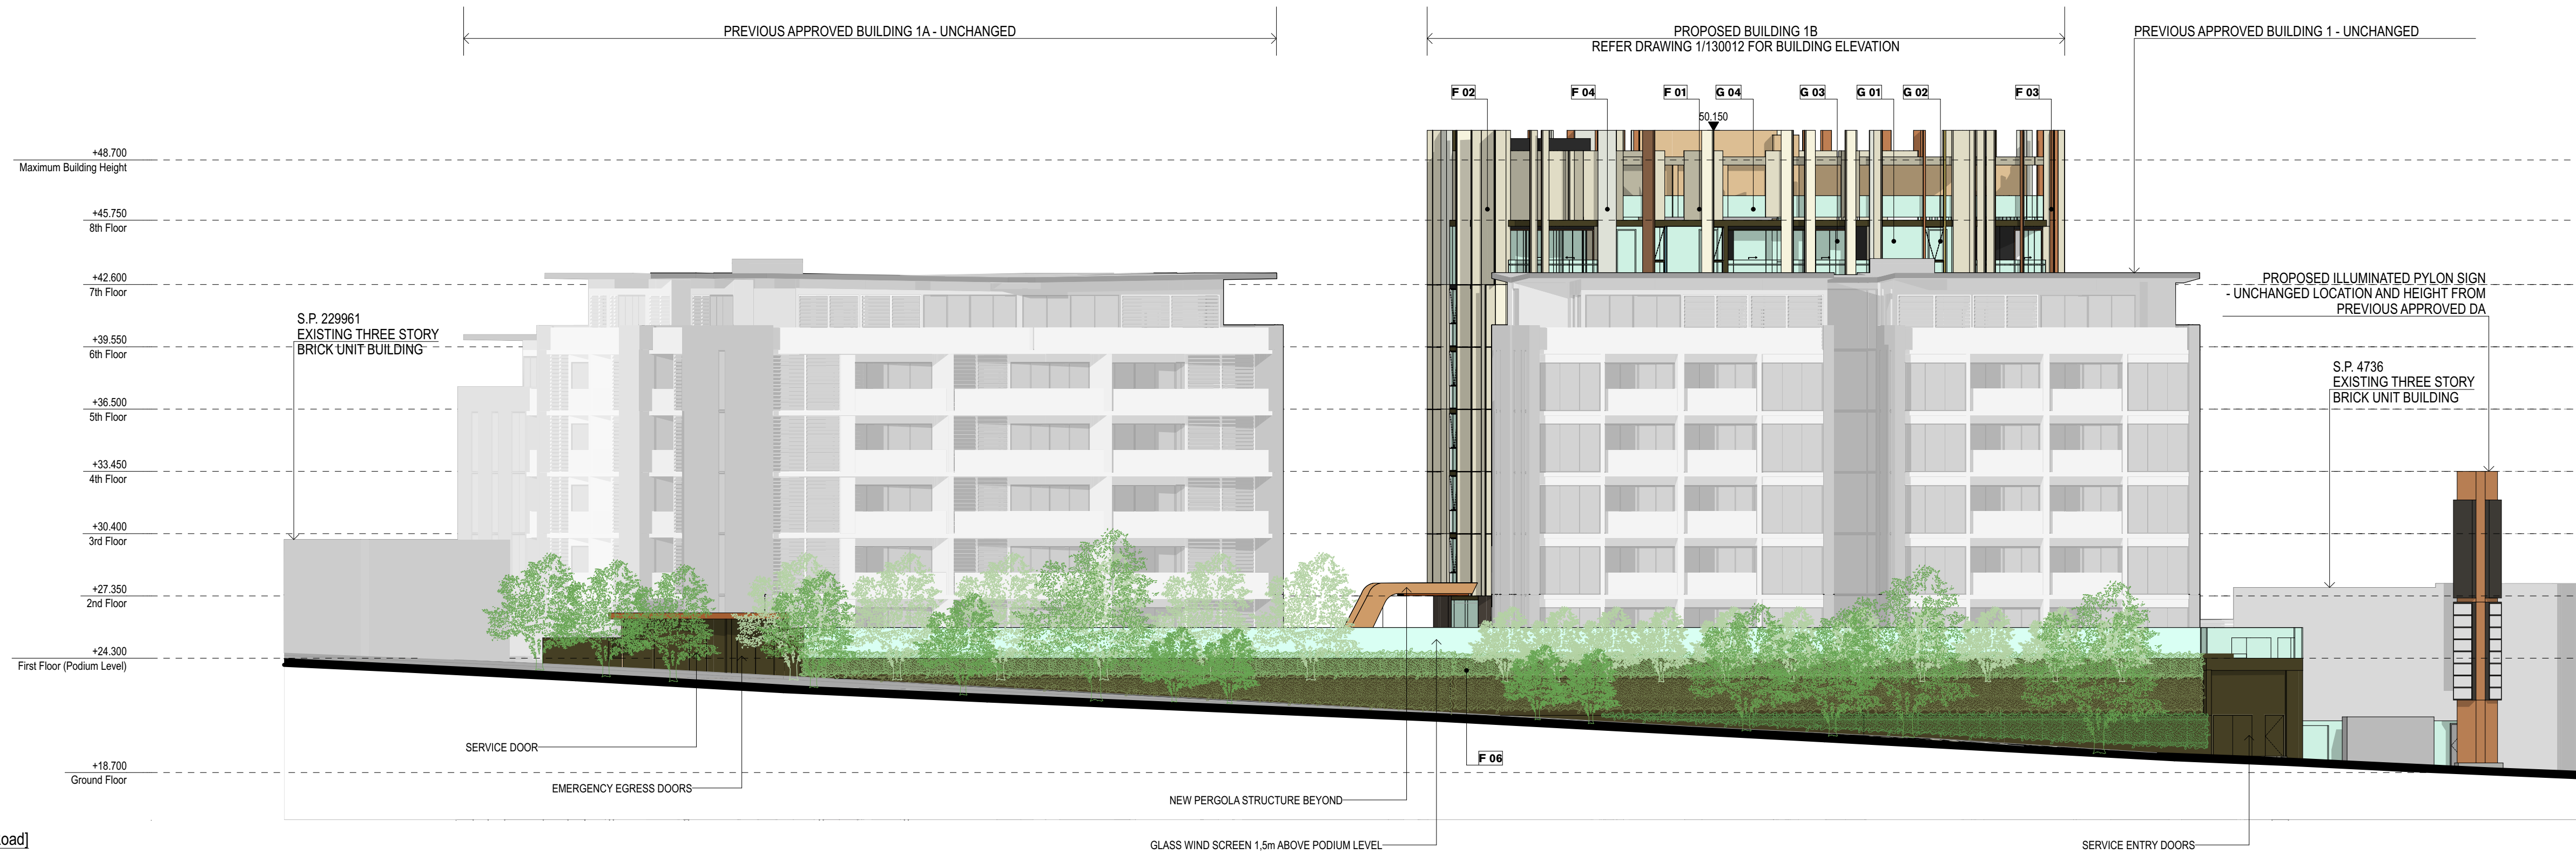 PREVIOUS APPROVED BUILDING 1A - UNCHANGED
PROPOSED BUILDING 1B
REFER DRAWING 1/130012 FOR BUILDING ELEVATION
PREVIOUS APPROVED BUILDING 1 - UNCHANGED
F 02
F 04
F 01
G 04
G 03
G 01
G 02
F 03
50.150
+48.700
Maximum Building Height
+45.750
8th Floor
+42.600
7th Floor
PROPOSED ILLUMINATED PYLON SIGN
- UNCHANGED LOCATION AND HEIGHT FROM
PREVIOUS APPROVED DA
S.P. 229961
EXISTING THREE STORY
BRICK UNIT BUILDING
+39.550
6th Floor
S.P. 4736
EXISTING THREE STORY
BRICK UNIT BUILDING
+36.500
5th Floor
+33.450
4th Floor
+30.400
3rd Floor
+27.350
2nd Floor
+24.300
First Floor (Podium Level)
SERVICE DOOR
F 06
+18.700
Ground Floor
EMERGENCY EGRESS DOORS
NEW PERGOLA STRUCTURE BEYOND
oad]
GLASS WIND SCREEN 1,5m ABOVE PODIUM LEVEL
SERVICE ENTRY DOORS